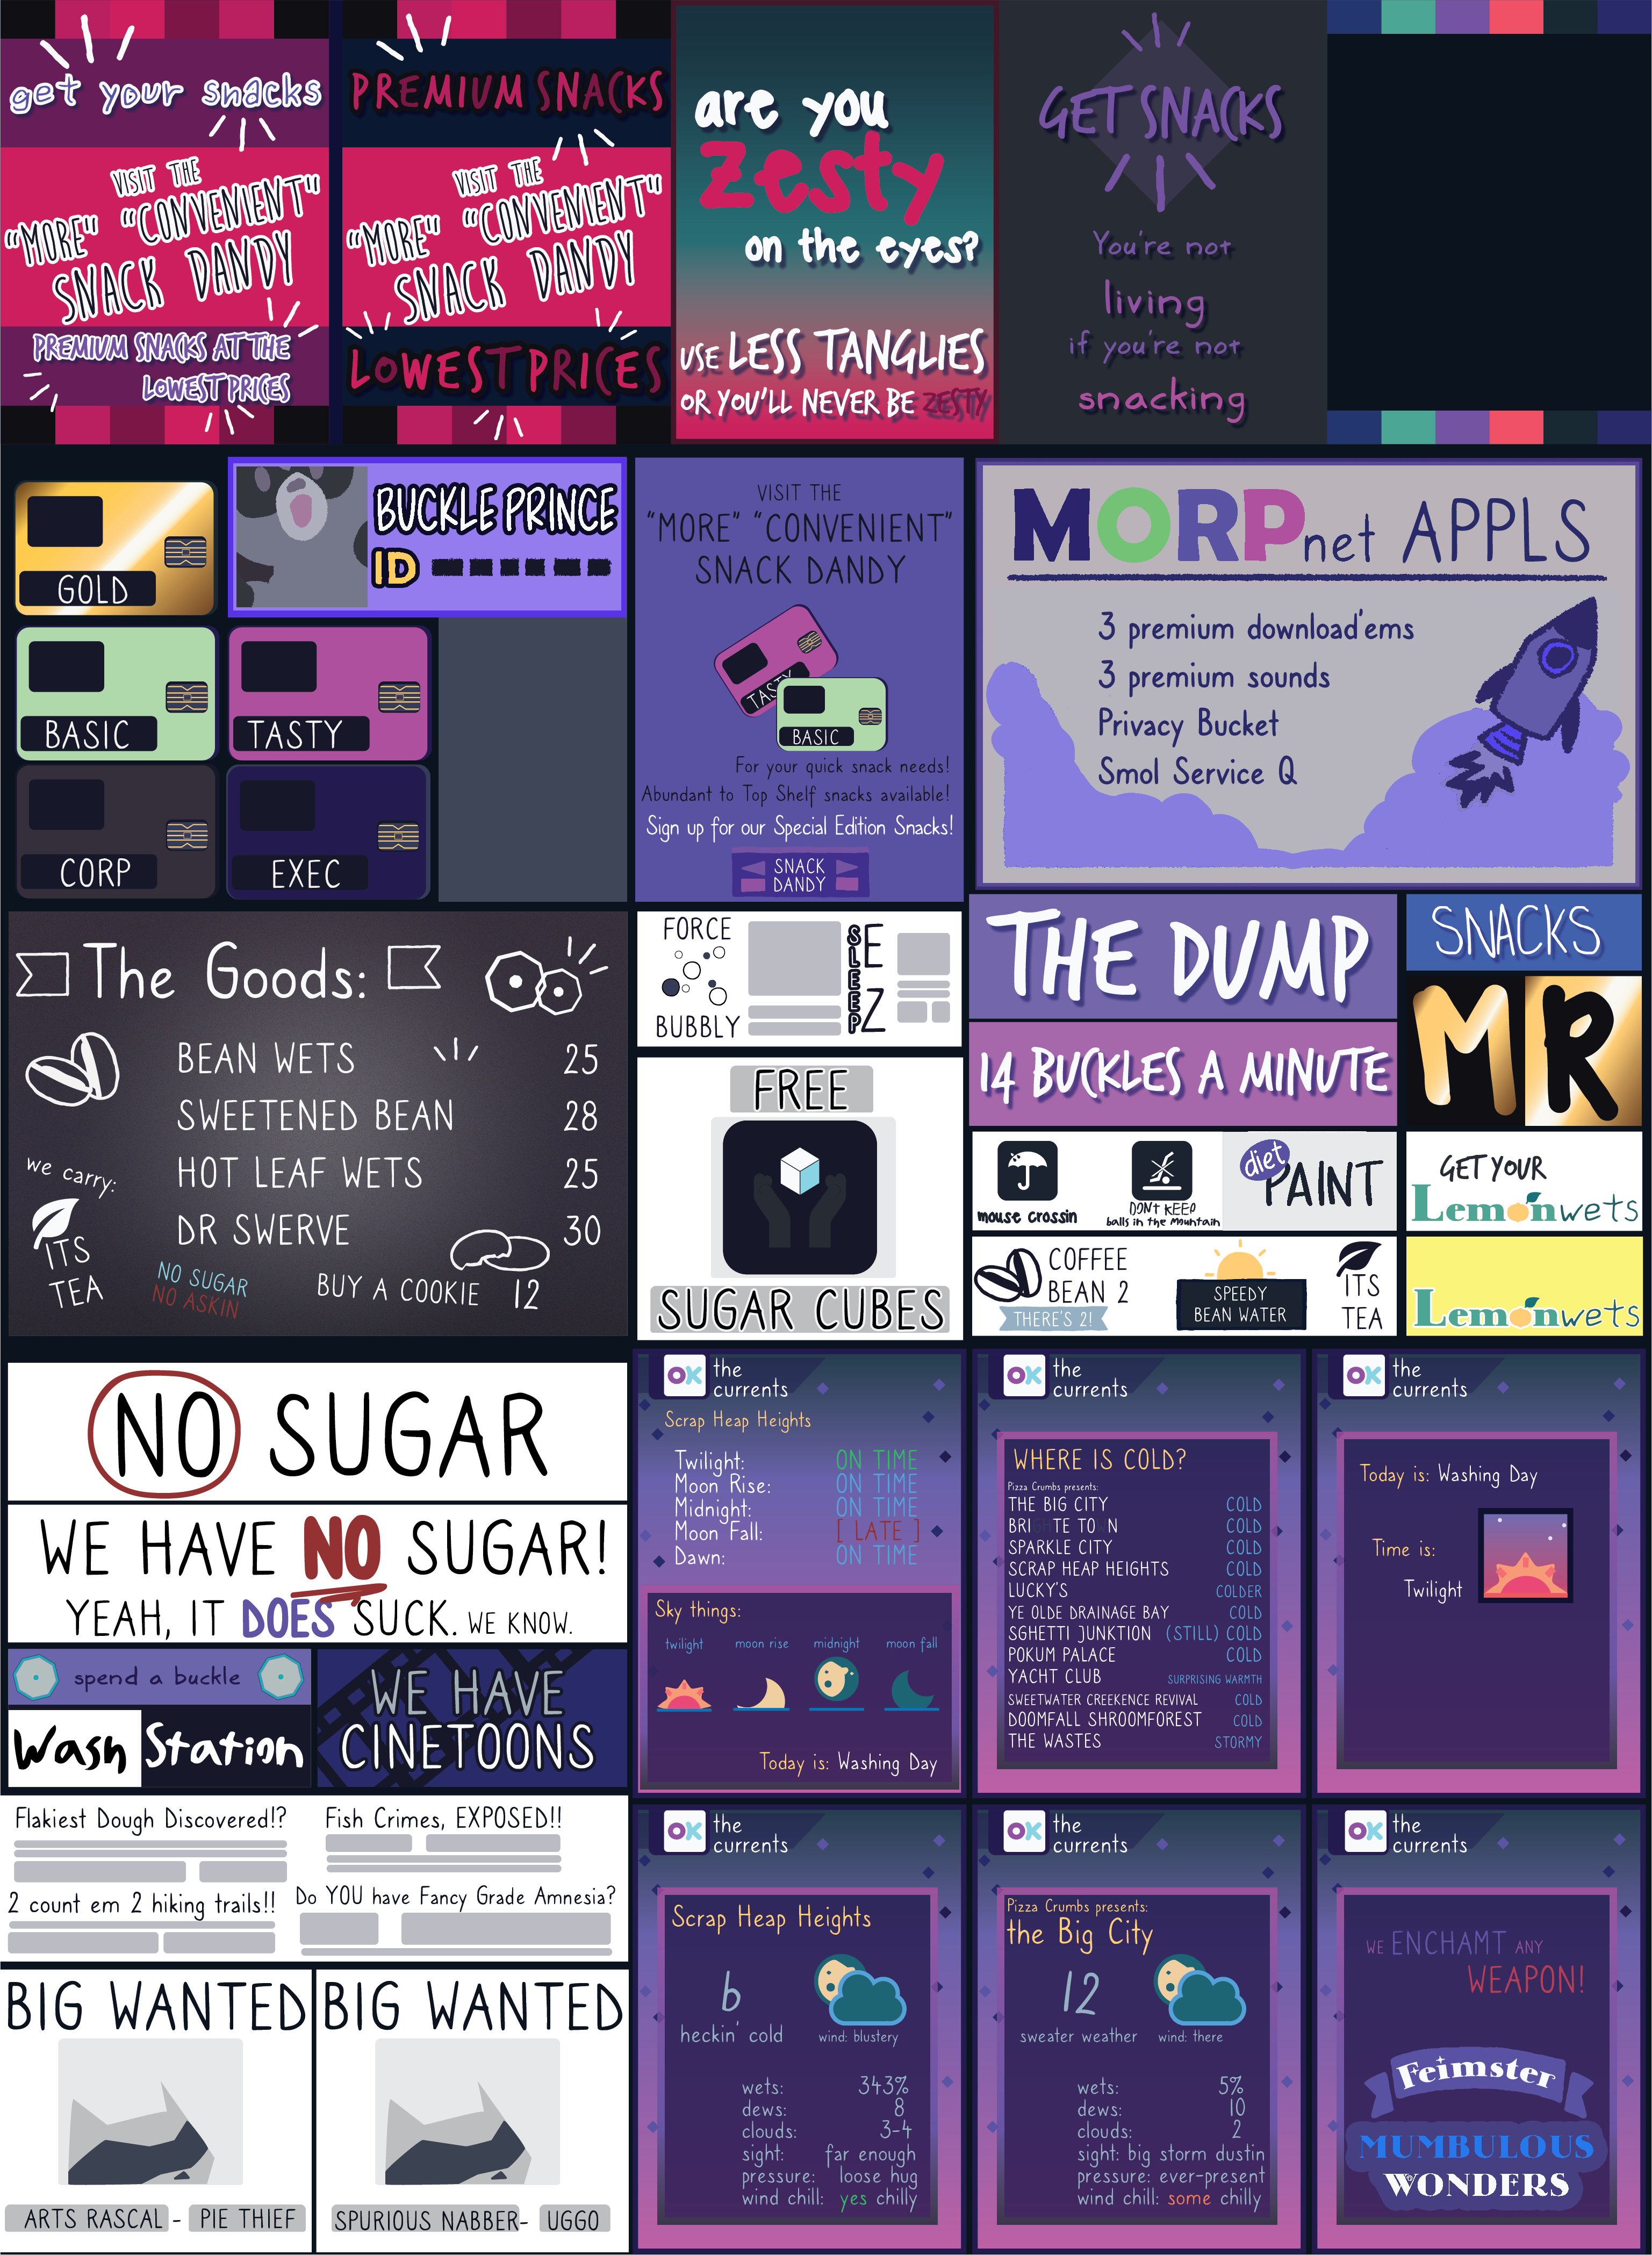 get your snacks
VISIT THE
"MORE" "CONVENIENT"
SNACK DANDY
PREMIUM SNACKS AT THE
LOWEST PRICES
PREMIUM SNACKS
VISIT THE
"MORE" "CONVENIENT"
SNACK DANDY
LOWEST PRICES
are you
zesty
on the eyes?
USE LESS TANGLIES
OR YOU'LL NEVER BE ZESTY
GET SNACKS
You're not
living
if you're not
snacking
GOLD
BUCKLE PRINCE
ID
BASIC
TASTY
CORP
EXEC
VISIT THE
"MORE" "CONVENIENT"
SNACK DANDY
TASTY
BASIC
For your quick snack needs!
Abundant to Top Shelf snacks available!
Sign up for our Special Edition Snacks!
SNACK
DANDY
MORPnet APPLS
3 premium download'ems
3 premium sounds
Privacy Bucket
Smol Service Q
The Goods:
BEAN WETS 25
SWEETENED BEAN 28
HOT LEAF WETS 25
DR SWERVE 30
we carry:
ITS
TEA
NO SUGAR
NO ASKIN
BUY A COOKIE 12
FORCE
BUBBLY
SLEEP
EZ
FREE
SUGAR CUBES
THE DUMP
14 BUCKLES A MINUTE
SNACKS
MR
mouse crossin
DON'T KEEP
balls in the mountain
diet
PAINT
GET YOUR
Lemonwets
COFFEE
BEAN 2
THERE'S 2!
SPEEDY
BEAN WATER
ITS
TEA
Lemonwets
NO SUGAR
WE HAVE NO SUGAR!
YEAH, IT DOES SUCK. WE KNOW.
spend a buckle
Wash Station
WE HAVE
CINETOONS
Flakiest Dough Discovered!?
Fish Crimes, EXPOSED!!
2 count em 2 hiking trails!!
Do YOU have Fancy Grade Amnesia?
BIG WANTED
ARTS RASCAL - PIE THIEF
BIG WANTED
SPURIOUS NABBER- UGGO
OK the
currents
Scrap Heap Heights
Twilight: ON TIME
Moon Rise: ON TIME
Midnight: ON TIME
Moon Fall: [ LATE ]
Dawn: ON TIME
Sky things:
twilight moon rise midnight moon fall
Today is: Washing Day
OK the
currents
WHERE IS COLD?
Pizza Crumbs presents:
THE BIG CITY COLD
BRIGHTE TOWN COLD
SPARKLE CITY COLD
SCRAP HEAP HEIGHTS COLD
LUCKY'S COLDER
YE OLDE DRAINAGE BAY COLD
SGHETTI JUNKTION (STILL) COLD
POKUM PALACE COLD
YACHT CLUB SURPRISING WARMTH
SWEETWATER CREEKENCE REVIVAL COLD
DOOMFALL SHROOMFOREST COLD
THE WASTES STORMY
OK the
currents
Today is: Washing Day
Time is:
Twilight
OK the
currents
Scrap Heap Heights
6
heckin' cold
wind: blustery
wets: 343%
dews: 8
clouds: 3-4
sight: far enough
pressure: loose hug
wind chill: yes chilly
OK the
currents
Pizza Crumbs presents:
the Big City
12
sweater weather
wind: there
wets: 5%
dews: 10
clouds: 2
sight: big storm dustin
pressure: ever-present
wind chill: some chilly
OK the
currents
WE ENCHAMT ANY
WEAPON!
Feimster
MUMBULOUS
WONDERS